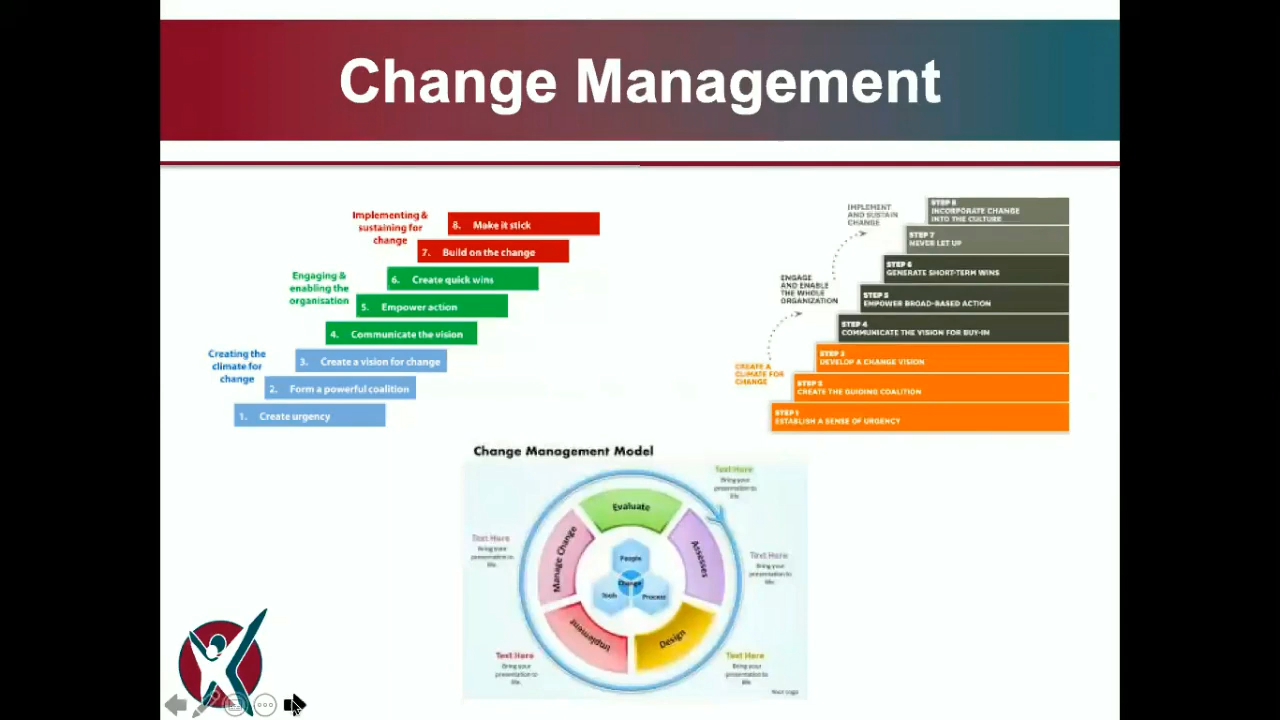 Change Management
Implementing &
sustaining for
change
8. Make it stick
7. Build on the change
Engaging &
enabling the
organisation
6. Create quick wins
5. Empower action
4. Communicate the vision
Creating the
climate for
change
3. Create a vision for change
2. Form a powerful coalition
1. Create urgency
IMPLEMENT
AND SUSTAIN
CHANGE
STEP 8
INCORPORATE CHANGE
INTO THE CULTURE
STEP 7
NEVER LET UP
ENGAGE
AND ENABLE
THE WHOLE
ORGANIZATION
STEP 6
GENERATE SHORT-TERM WINS
STEP 5
EMPOWER BROAD-BASED ACTION
STEP 4
COMMUNICATE THE VISION FOR BUY-IN
CREATE A
CLIMATE FOR
CHANGE
STEP 3
DEVELOP A CHANGE VISION
STEP 2
CREATE THE GUIDING COALITION
STEP 1
ESTABLISH A SENSE OF URGENCY
Change Management Model
Text Here
Bring your
presentation to
life.
Evaluate
Text Here
Bring your
presentation to
life.
Manage Change
Assesses
Text Here
Bring your
presentation to
life.
People
Change
Tools
Process
Implement
Design
Text Here
Bring your
presentation to
life.
Text Here
Bring your
presentation to
life.
Your Logo